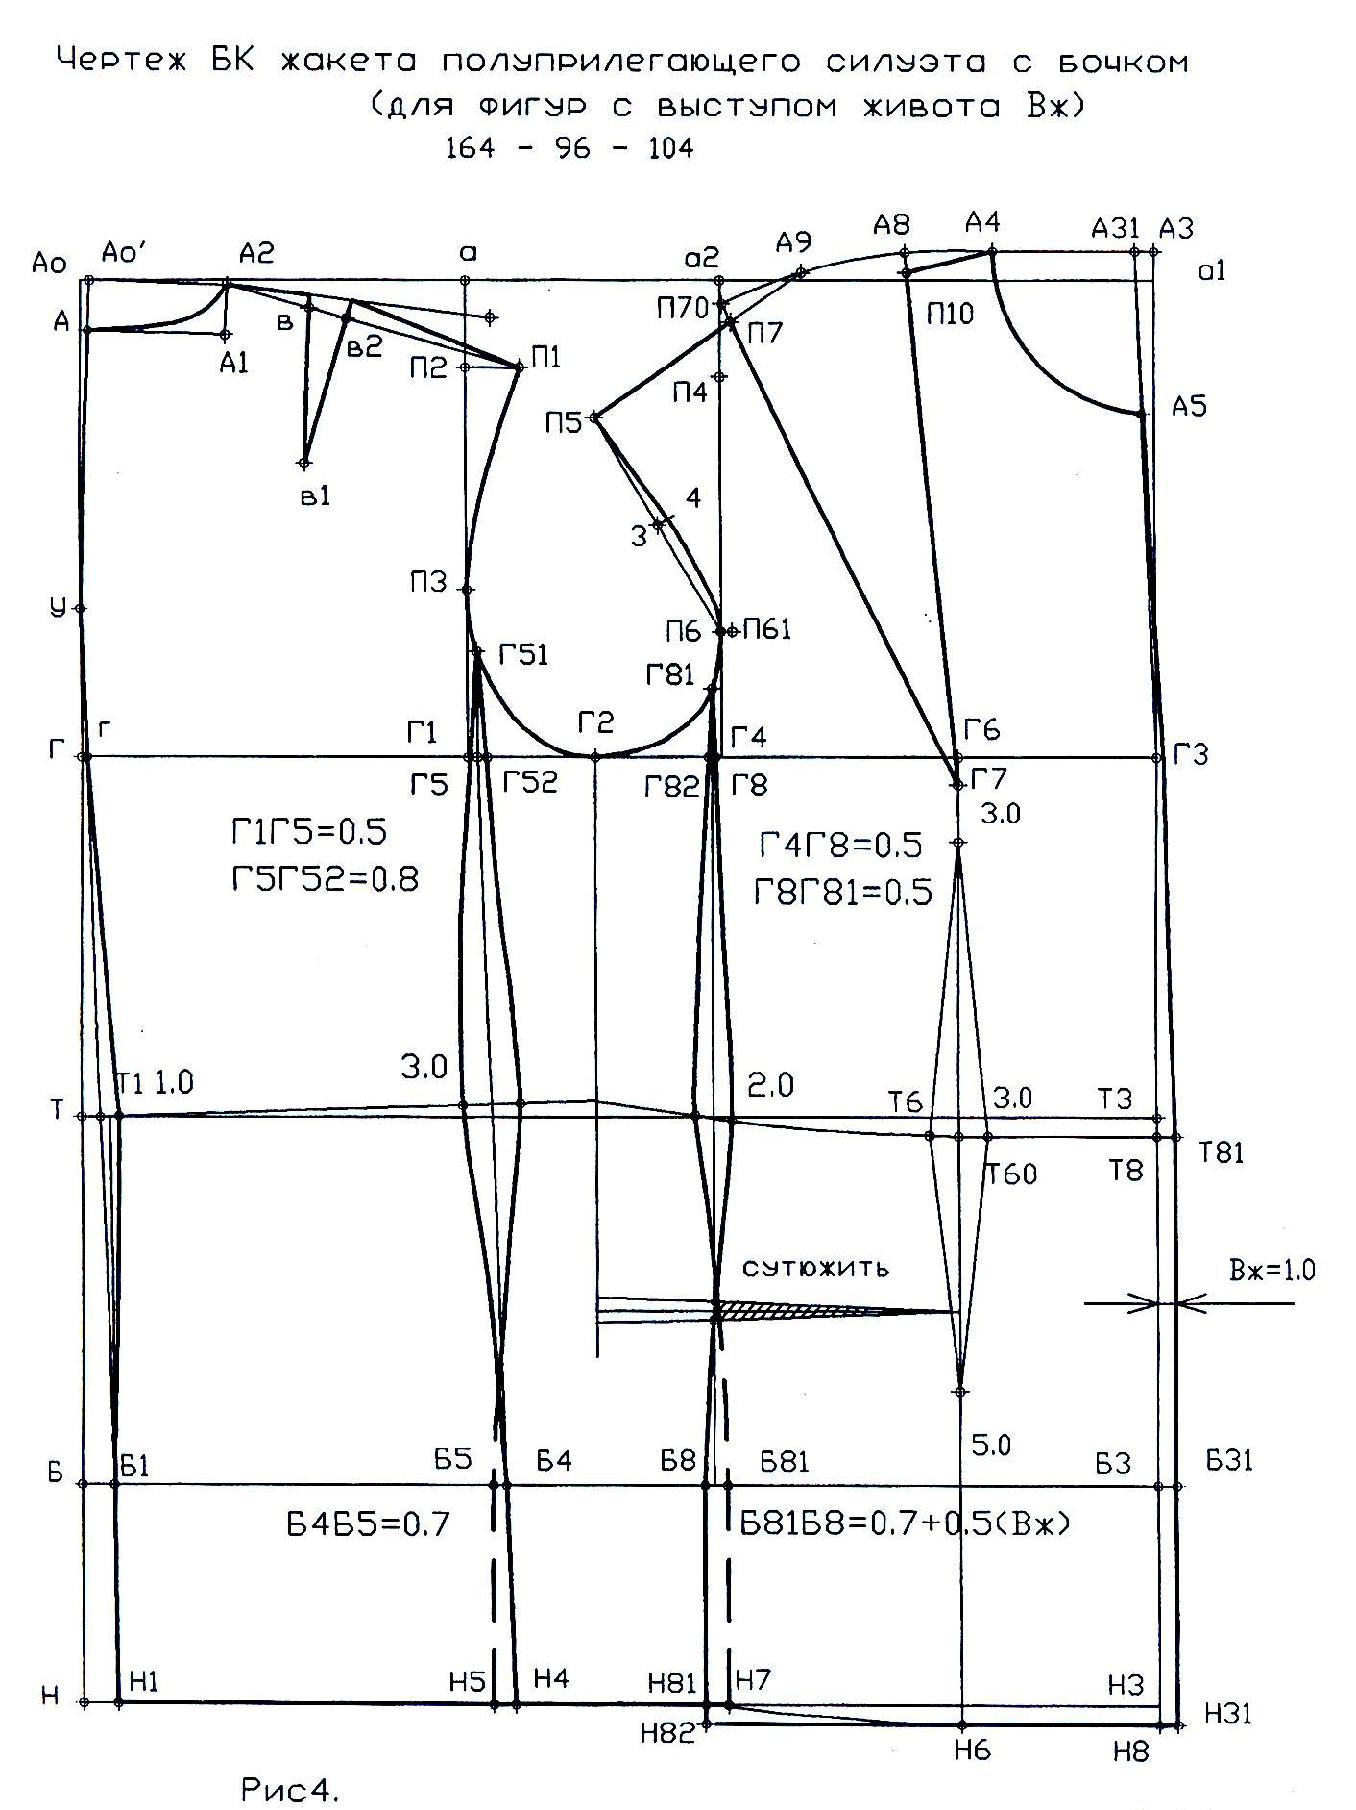 Чертеж БК жакета полуприлегающего силуэта с бочком
(для фигур с выступом живота Вж)
164 - 96 - 104
Ао Ао' А2 а а2 А9 А8 А4 А31 А3 а1
А А1 в в2 П2 П1 П70 П7 П10
П4 П5 А5
в1 3 4
У П3 П6 П61
Г51 Г81
Г г Г1 Г2 Г4 Г6 Г3
Г5 Г52 Г82 Г8 Г7
3.0
Г1Г5=0.5 Г4Г8=0.5
Г5Г52=0.8 Г8Г81=0.5
Т Т1 1.0 3.0 2.0 Т6 3.0 Т3
Т60 Т8 Т81
сутюжить Вж=1.0
5.0
Б Б1 Б5 Б4 Б8 Б81 Б3 Б31
Б4Б5=0.7 Б81Б8=0.7+0.5(Вж)
Н Н1 Н5 Н4 Н81 Н7 Н3 Н31
Н82 Н6 Н8
Рис4.